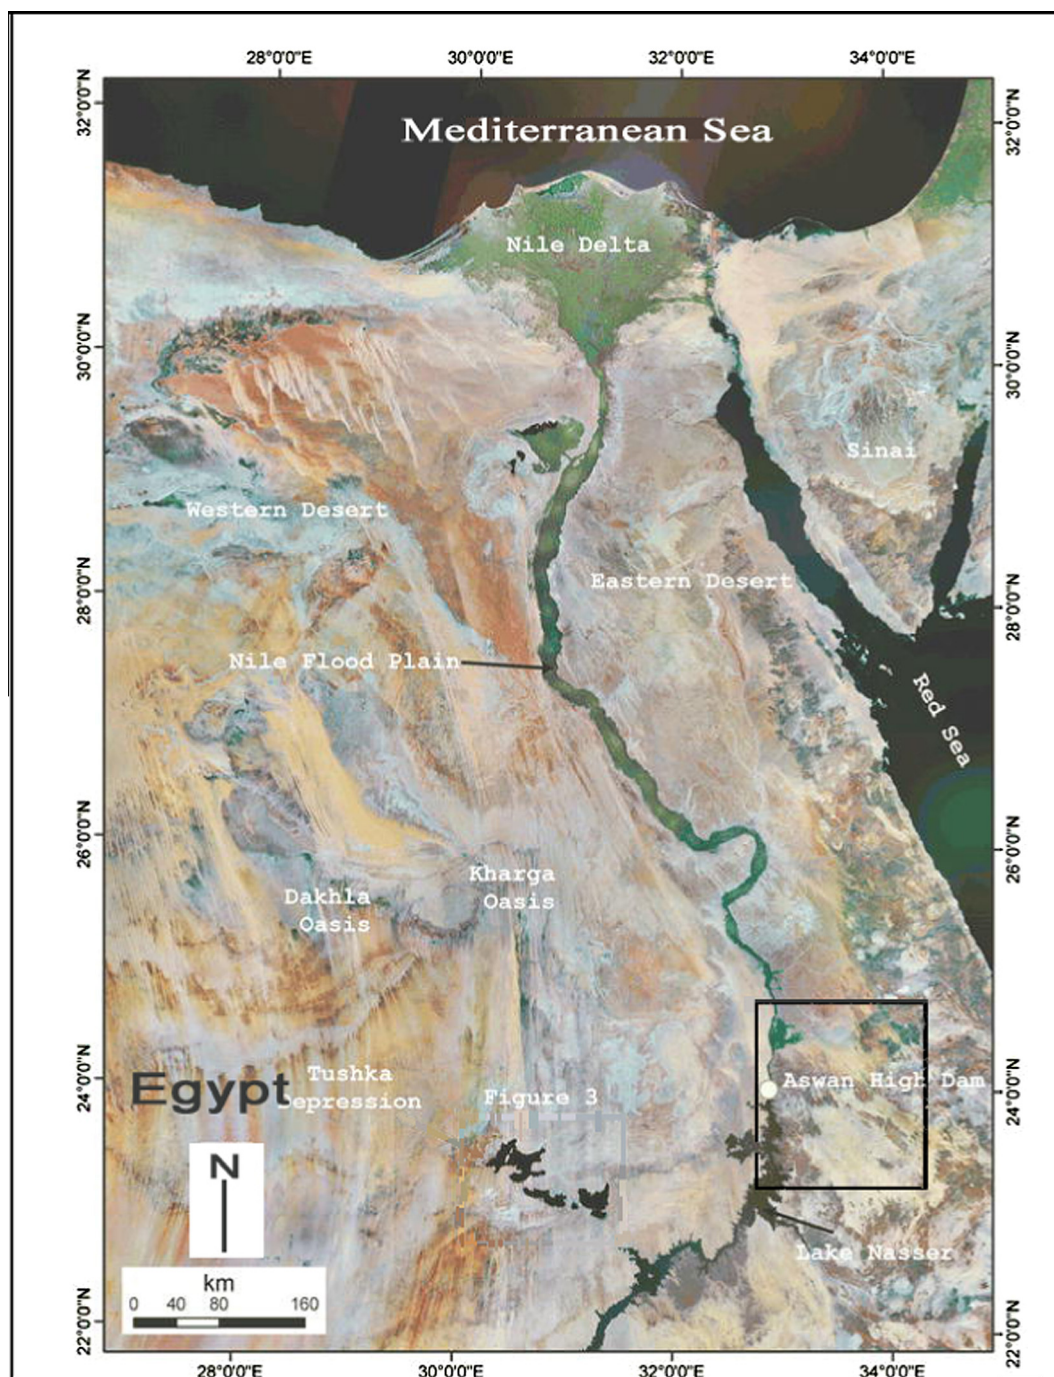 28°0'0"E 30°0'0"E 32°0'0"E 34°0'0"E
32°0'0"N
32°0'0"N
Mediterranean Sea
Nile Delta
30°0'0"N
30°0'0"N
Sinai
Western Desert
Eastern Desert
28°0'0"N
28°0'0"N
Nile Flood Plain
Red Sea
26°0'0"N
26°0'0"N
Kharga
Oasis
Dakhla
Oasis
24°0'0"N
24°0'0"N
Egypt
Tushka
Depression
Figure 3
Aswan High Dam
N
Lake Nasser
km
0 40 80 160
22°0'0"N
22°0'0"N
28°0'0"E 30°0'0"E 32°0'0"E 34°0'0"E